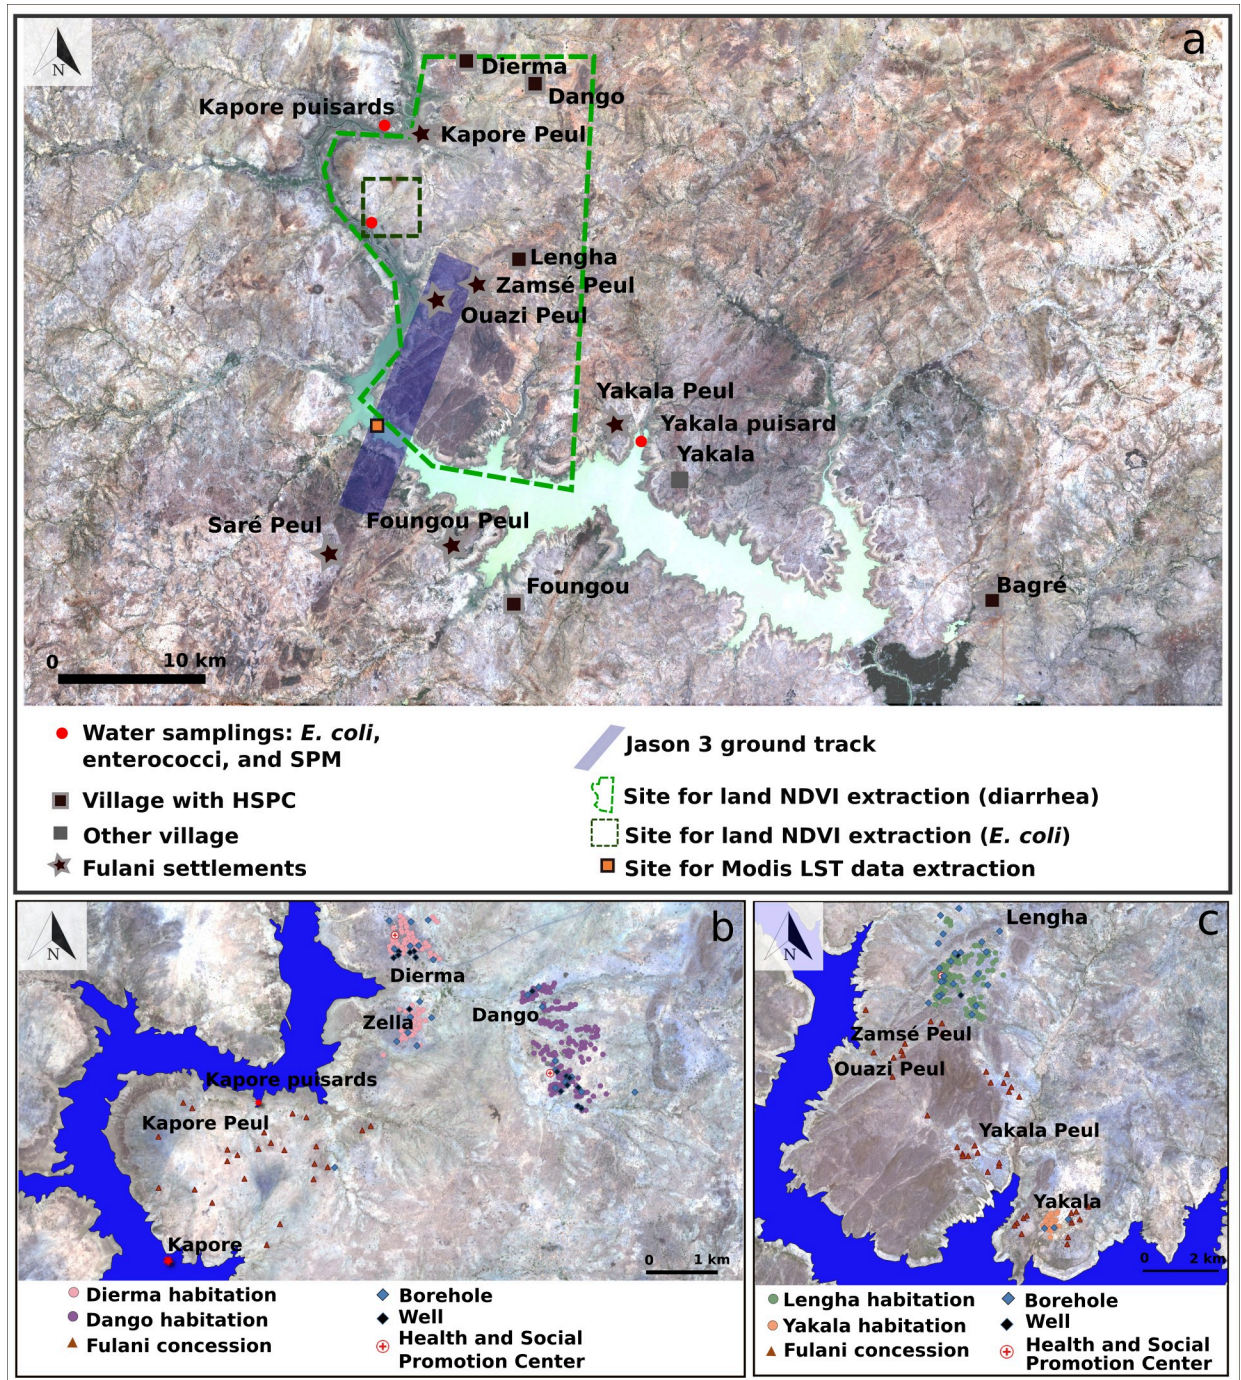 a
N
Dierma
Dango
Kapore puisards
Kapore Peul
Lengha
Zamsé Peul
Ouazi Peul
Yakala Peul
Yakala puisard
Yakala
Saré Peul
Foungou Peul
Foungou
Bagré
0 10 km
Water samplings: E. coli,
enterococci, and SPM
Village with HSPC
Other village
Fulani settlements
Jason 3 ground track
Site for land NDVI extraction (diarrhea)
Site for land NDVI extraction (E. coli)
Site for Modis LST data extraction
b
N
Dierma
Zella
Dango
Kapore puisards
Kapore Peul
Kapore
0 1 km
Dierma habitation
Dango habitation
Fulani concession
Borehole
Well
Health and Social
Promotion Center
c
N
Lengha
Zamsé Peul
Ouazi Peul
Yakala Peul
Yakala
0 2 km
Lengha habitation
Yakala habitation
Fulani concession
Borehole
Well
Health and Social
Promotion Center